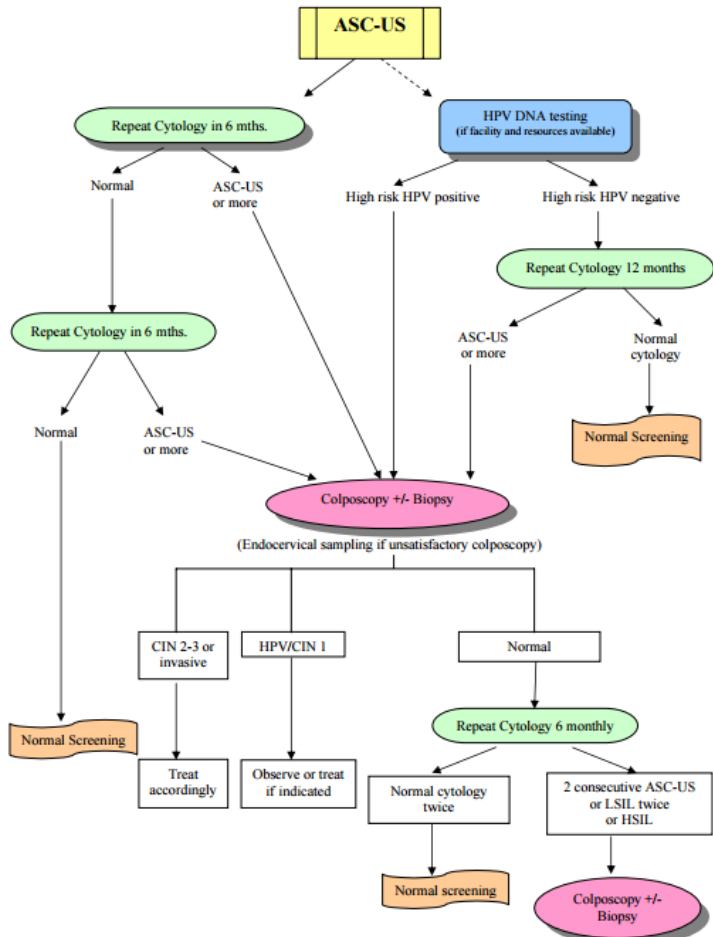 ASC-US
Repeat Cytology in 6 mths.
HPV DNA testing
(if facility and resources available)
Normal
ASC-US
or more
High risk HPV positive
High risk HPV negative
Repeat Cytology 12 months
Repeat Cytology in 6 mths.
ASC-US
or more
Normal
cytology
Normal
ASC-US
or more
Normal Screening
Colposcopy +/- Biopsy
(Endocervical sampling if unsatisfactory colposcopy)
CIN 2-3 or
invasive
HPV/CIN 1
Normal
Repeat Cytology 6 monthly
Normal Screening
Treat
accordingly
Observe or treat
if indicated
Normal cytology
twice
2 consecutive ASC-US
or LSIL twice
or HSIL
Normal screening
Colposcopy +/-
Biopsy